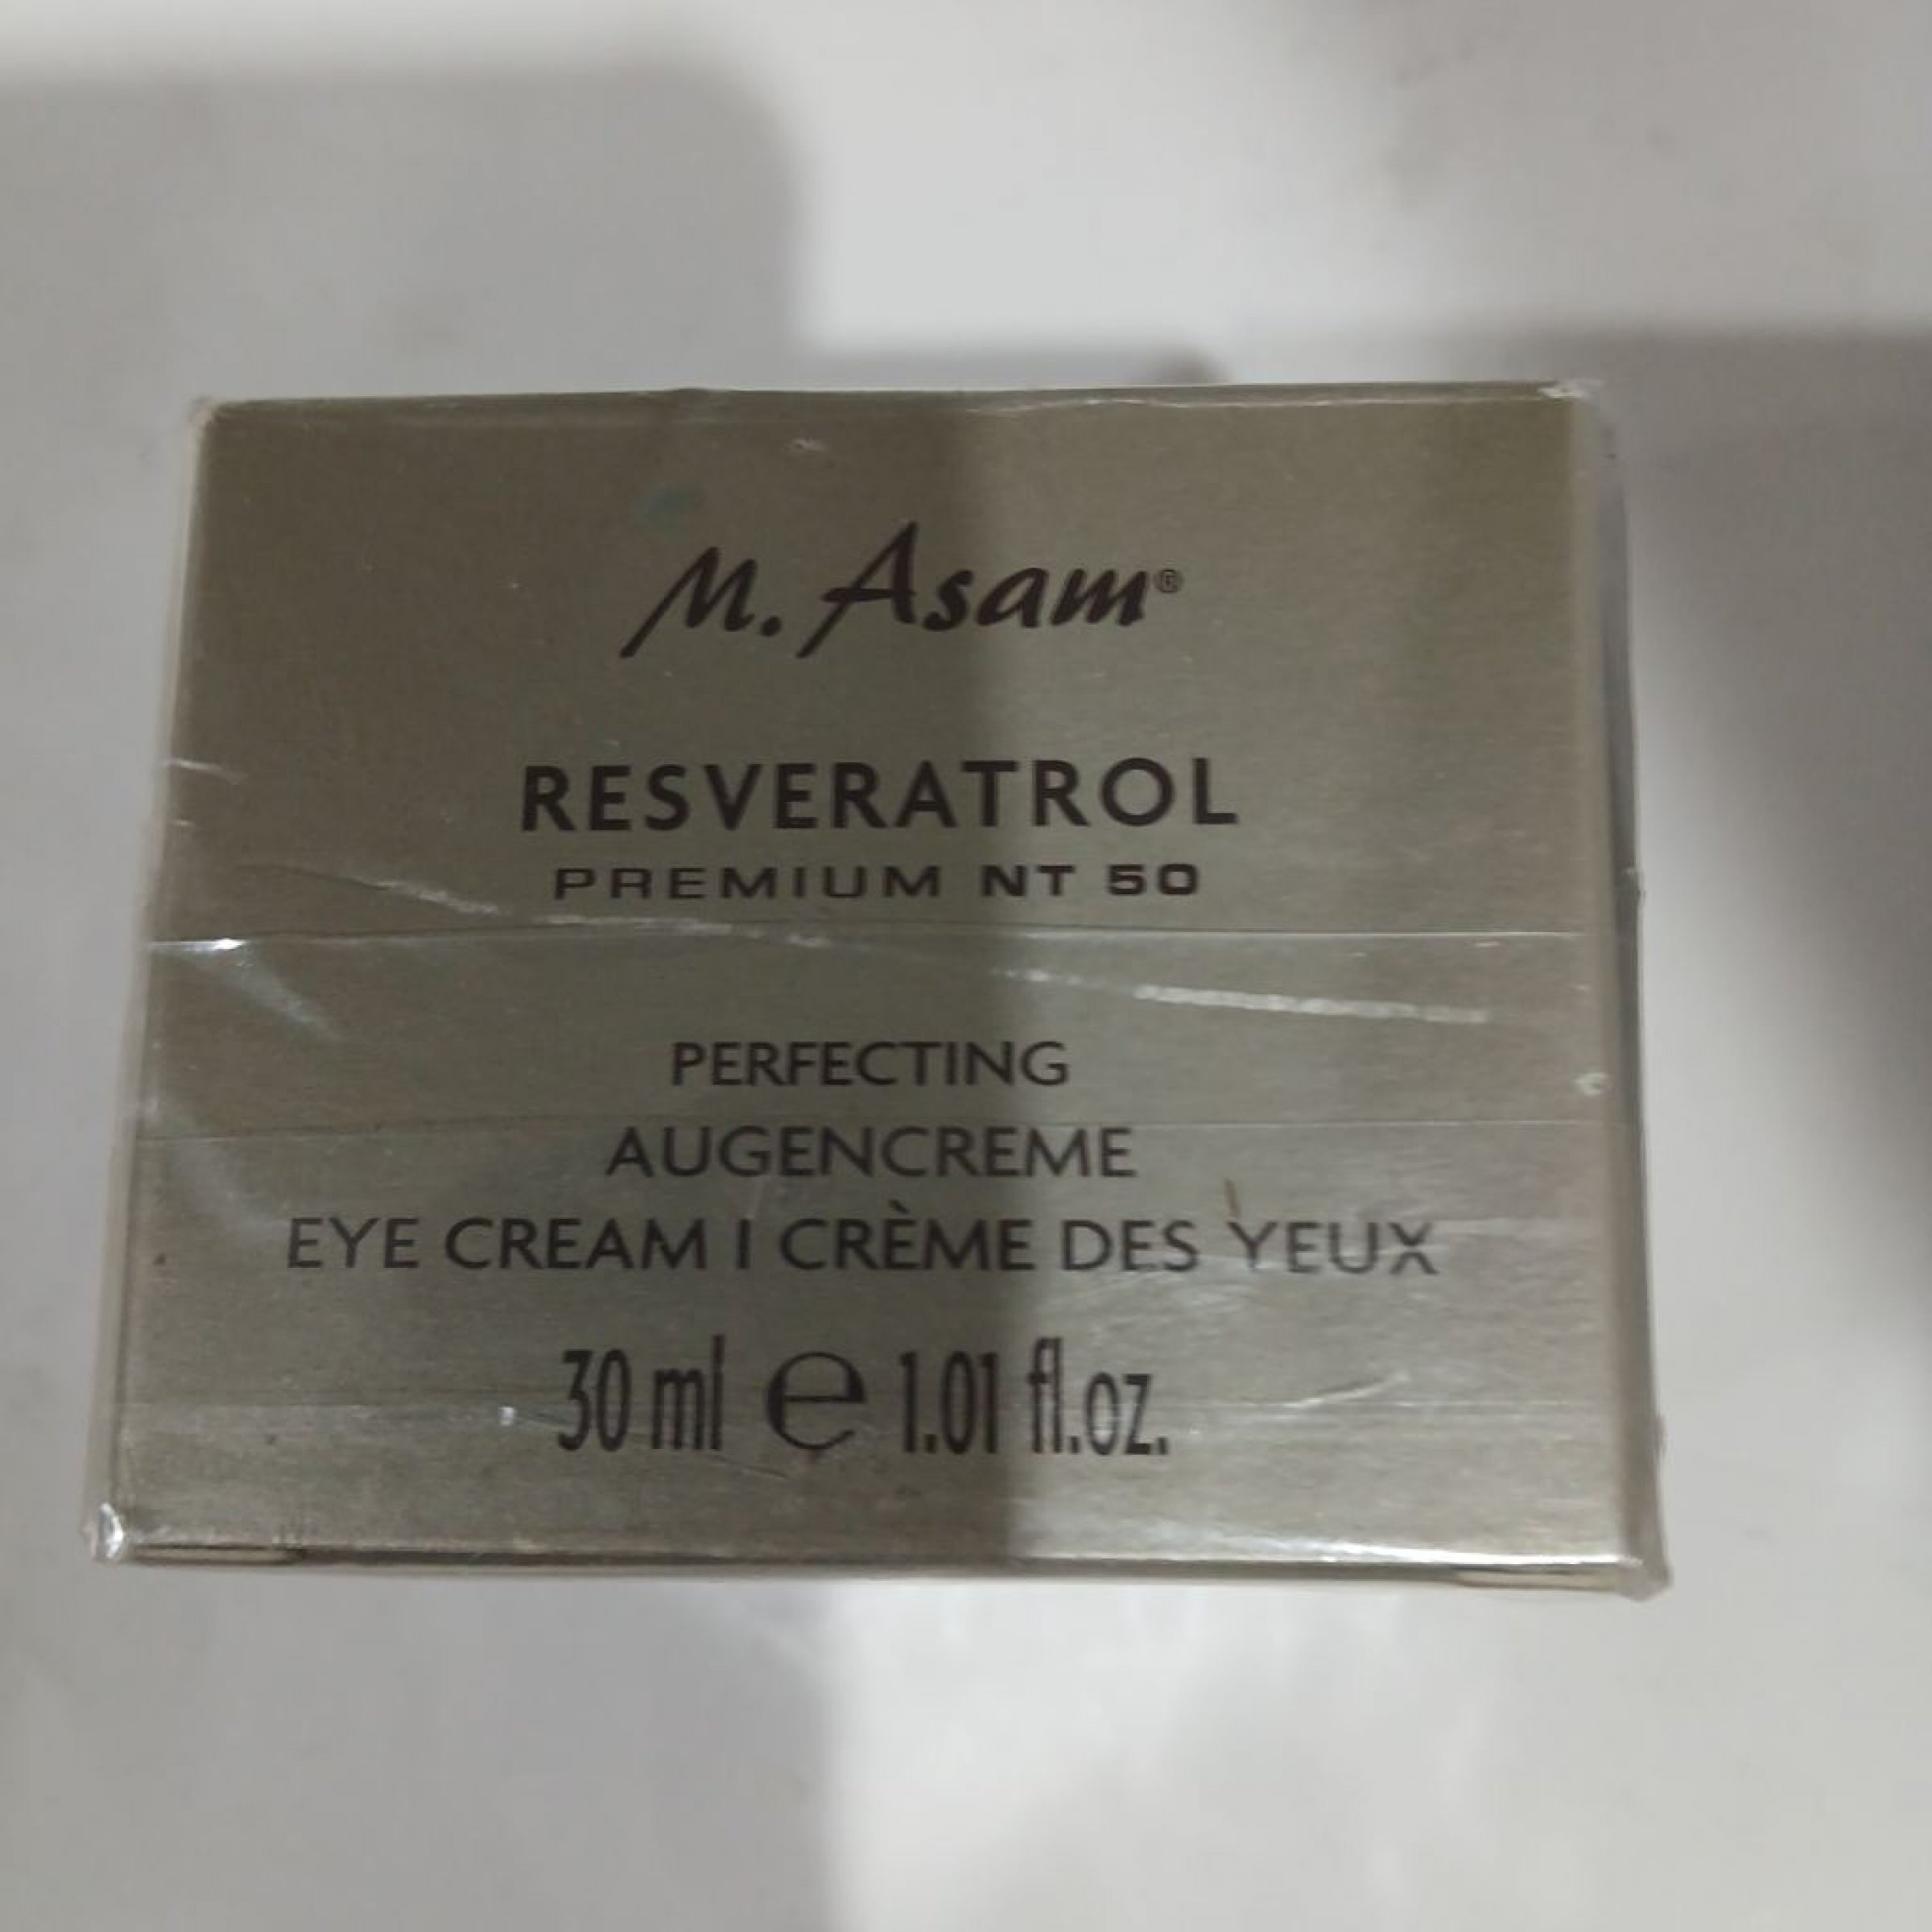 M. Asam®
RESVERATROL
PREMIUM NT 50
PERFECTING
AUGENCREME
EYE CREAM | CRÈME DES YEUX
30 ml ℮ 1.01 fl.oz.